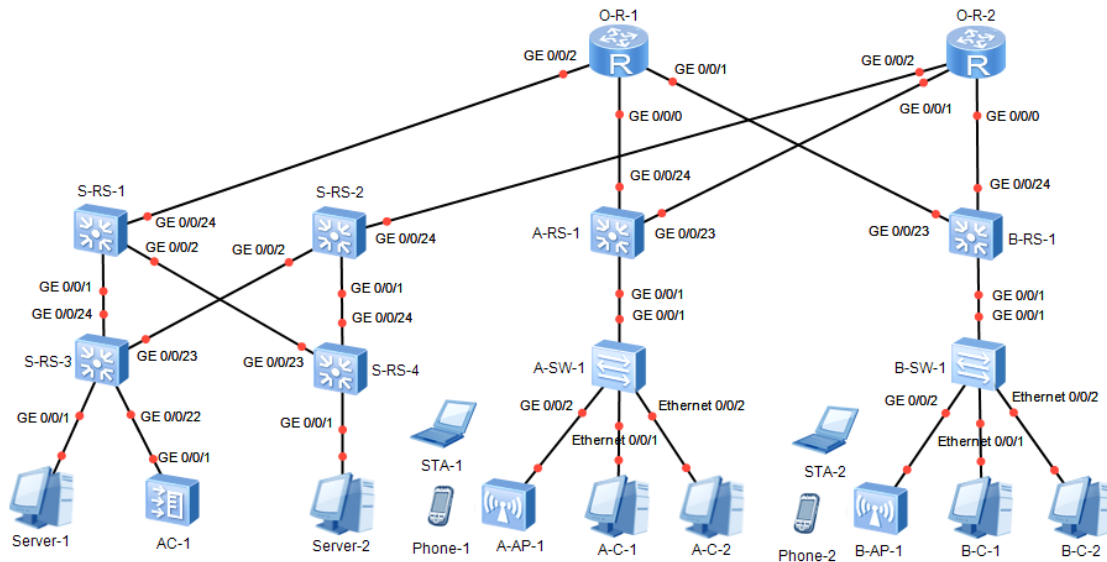 O-R-1
O-R-2
GE 0/0/2
GE 0/0/1
GE 0/0/2
GE 0/0/0
GE 0/0/1
GE 0/0/0
S-RS-1
S-RS-2
GE 0/0/24
GE 0/0/24
GE 0/0/24
GE 0/0/2
GE 0/0/2
GE 0/0/24
A-RS-1
GE 0/0/23
GE 0/0/23
B-RS-1
GE 0/0/1
GE 0/0/24
GE 0/0/1
GE 0/0/24
GE 0/0/1
GE 0/0/1
GE 0/0/1
GE 0/0/1
S-RS-3
GE 0/0/23
GE 0/0/23
S-RS-4
A-SW-1
B-SW-1
GE 0/0/1
GE 0/0/22
GE 0/0/1
GE 0/0/2
Ethernet 0/0/2
Ethernet 0/0/1
GE 0/0/2
Ethernet 0/0/2
Ethernet 0/0/1
GE 0/0/1
STA-1
STA-2
Server-1
AC-1
Server-2
Phone-1
A-AP-1
A-C-1
A-C-2
Phone-2
B-AP-1
B-C-1
B-C-2